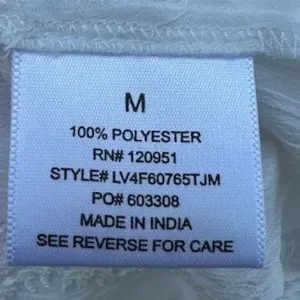 M
100% POLYESTER
RN# 120951
STYLE# LV4F60765TJM
PO# 603308
MADE IN INDIA
SEE REVERSE FOR CARE